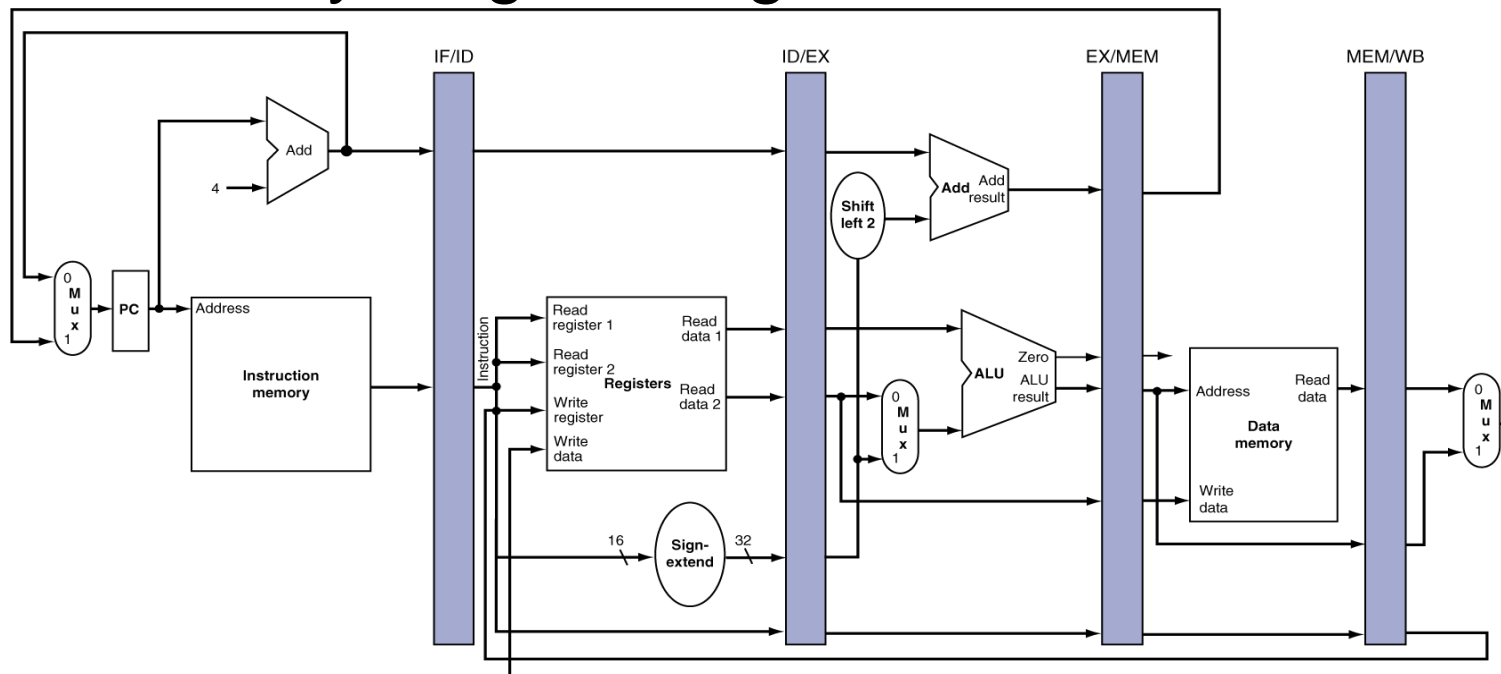 IF/ID
ID/EX
EX/MEM
MEM/WB
Add
4
Add
Add
result
Shift
left 2
0
M
u
x
1
PC
Address
Instruction
memory
Instruction
Read
register 1
Read
register 2
Write
register
Write
data
Registers
Read
data 1
Read
data 2
16
Sign-
extend
32
0
M
u
x
1
ALU
Zero
ALU
result
Address
Read
data
Data
memory
Write
data
0
M
u
x
1